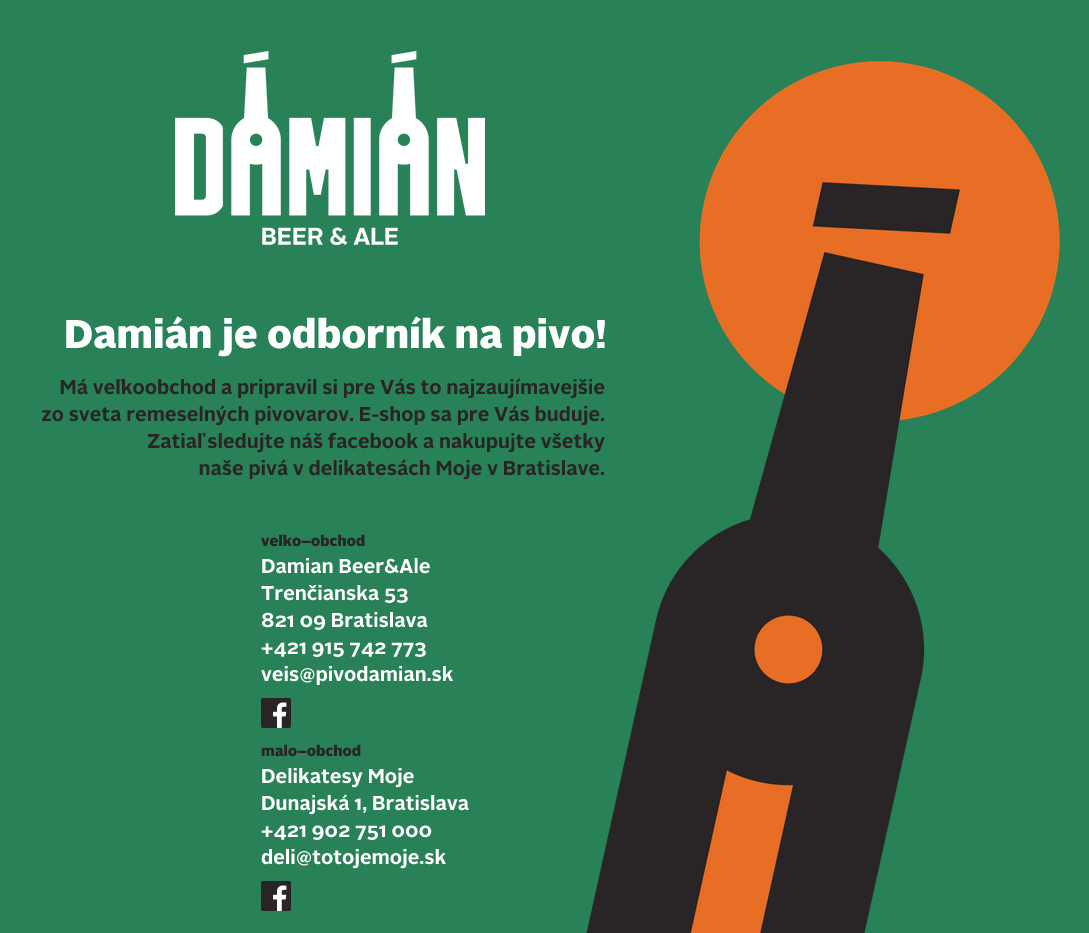 DAMIAN
BEER & ALE
Damián je odborník na pivo!
Má velkoobchod a pripravil si pre Vás to najzaujímavejšie
zo sveta remeselných pivovarov. E-shop sa pre Vás buduje.
Zatiaľ sledujte náš facebook a nakupujte všetky
naše pivá v delikatesách Moje v Bratislave.
velko–obchod
Damian Beer&Ale
Trenčianska 53
821 09 Bratislava
+421 915 742 773
veis@pivodamian.sk
f
malo–obchod
Delikatesy Moje
Dunajská 1, Bratislava
+421 902 751 000
deli@totojemoje.sk
f